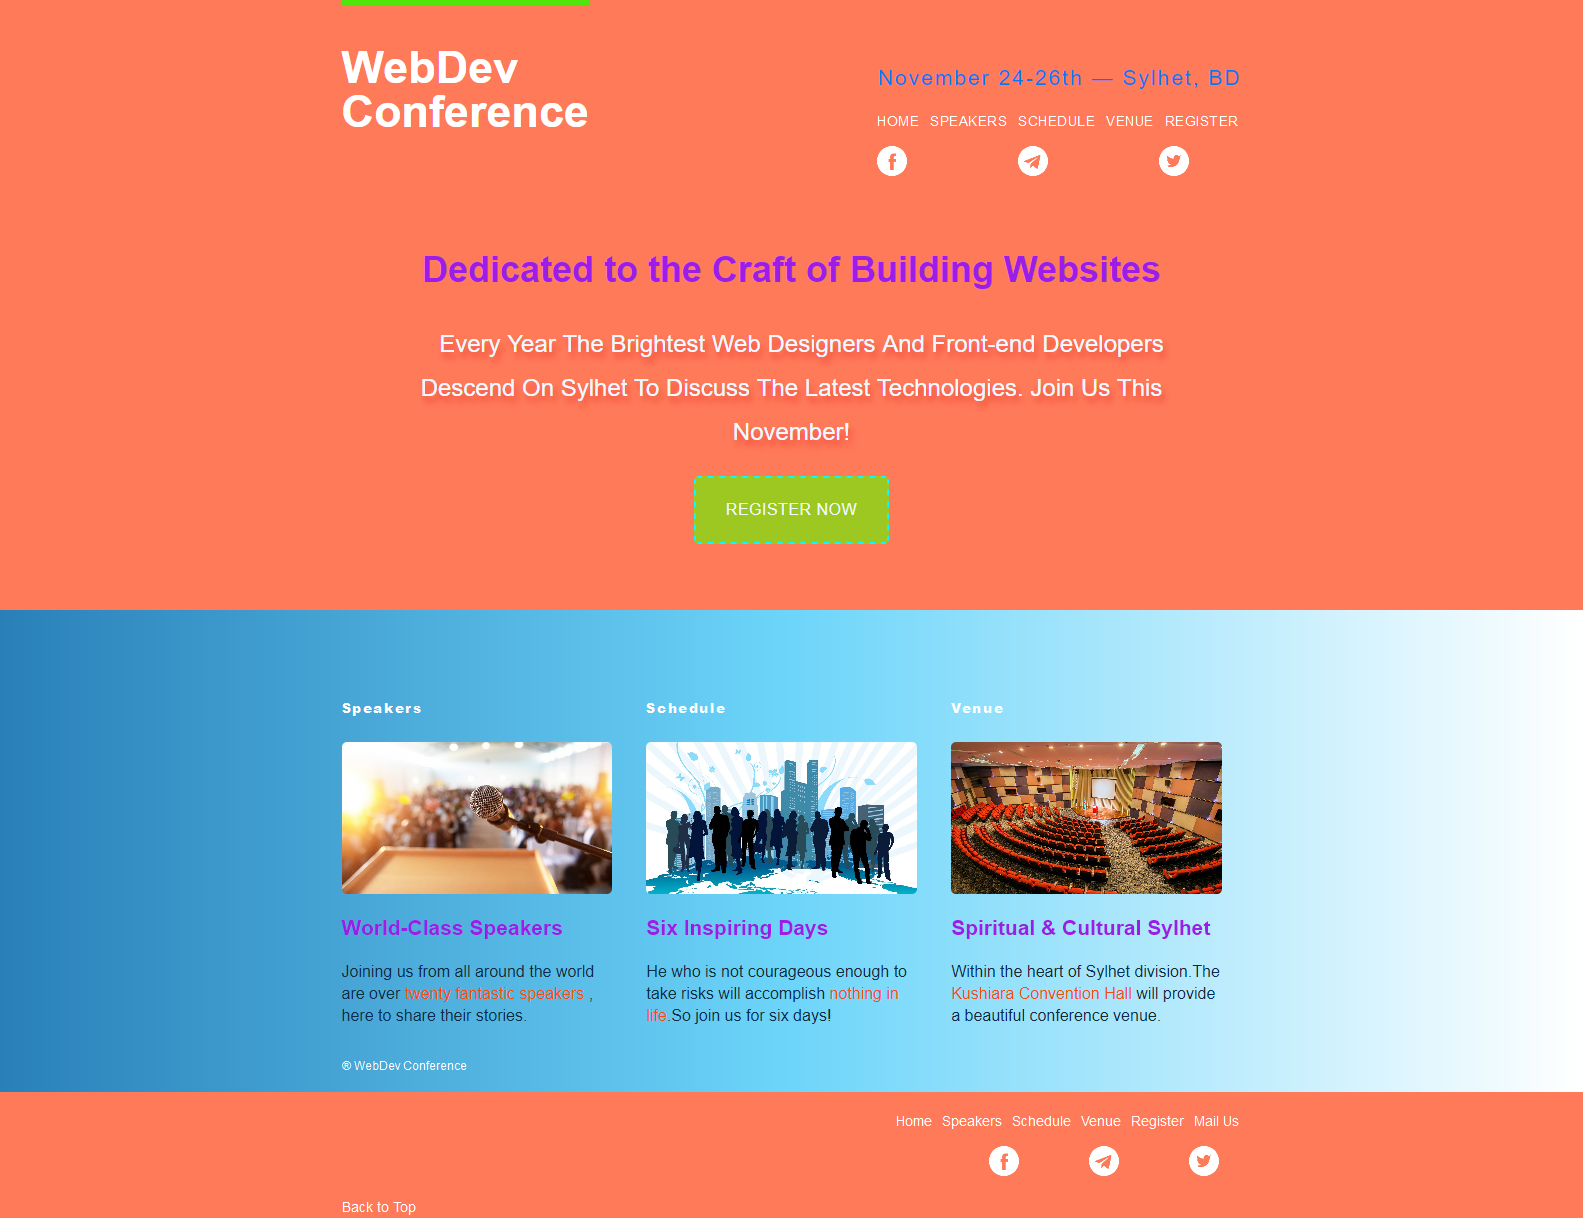 WebDev
Conference
November 24-26th — Sylhet, BD
HOME SPEAKERS SCHEDULE VENUE REGISTER
Dedicated to the Craft of Building Websites
Every Year The Brightest Web Designers And Front-end Developers
Descend On Sylhet To Discuss The Latest Technologies. Join Us This
November!
REGISTER NOW
Speakers
World-Class Speakers
Joining us from all around the world
are over twenty fantastic speakers ,
here to share their stories.
Schedule
Six Inspiring Days
He who is not courageous enough to
take risks will accomplish nothing in
life.So join us for six days!
Venue
Spiritual & Cultural Sylhet
Within the heart of Sylhet division.The
Kushiara Convention Hall will provide
a beautiful conference venue.
® WebDev Conference
Home Speakers Schedule Venue Register Mail Us
Back to Top